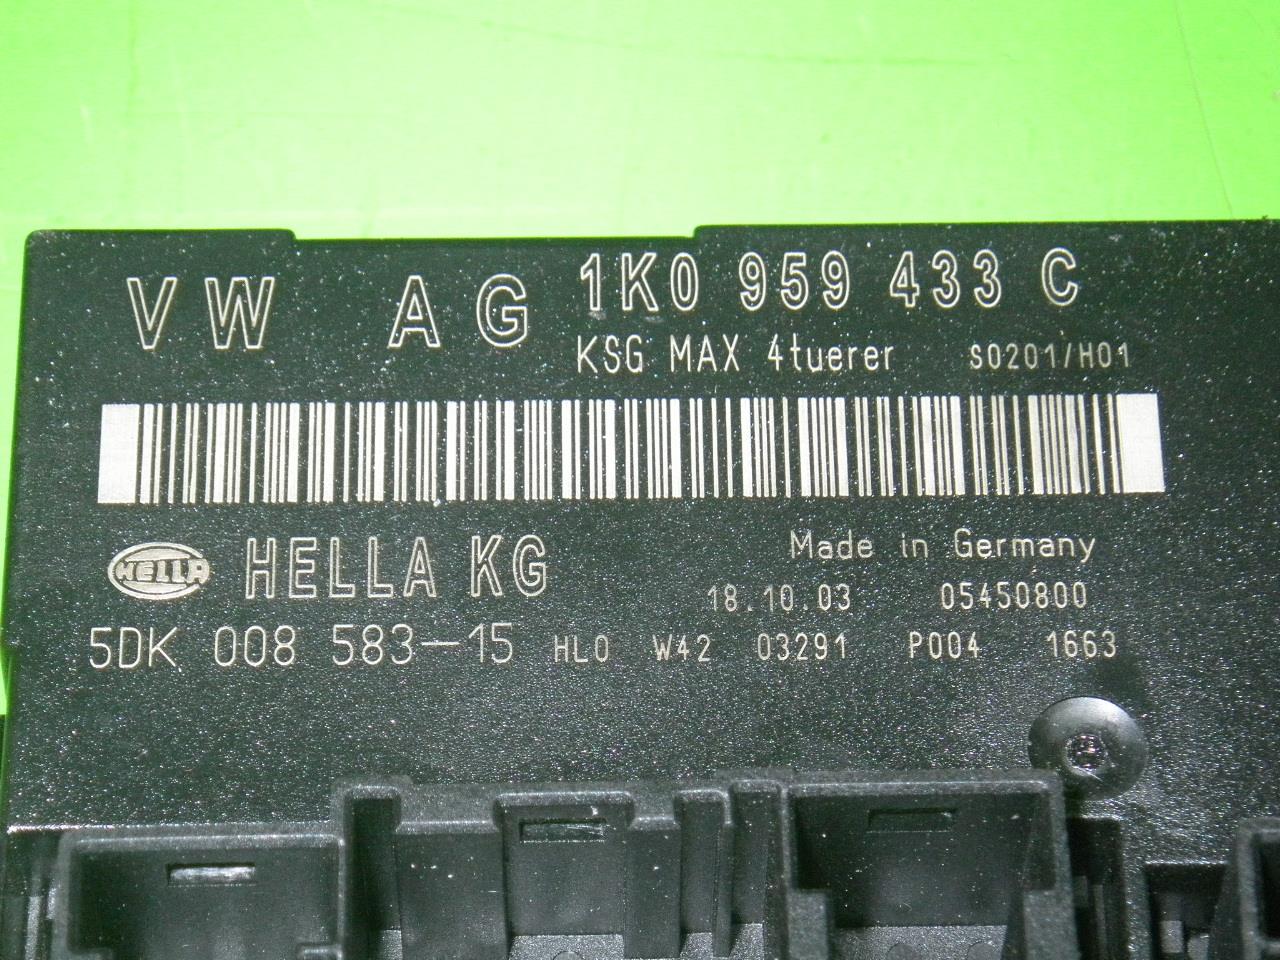 VW AG 1K0 959 433 C
KSG MAX 4tuerer S0201/H01
HELLA HELLA KG Made in Germany
18.10.03 05450800
5DK 008 583-15 HLO W42 03291 P004 1663